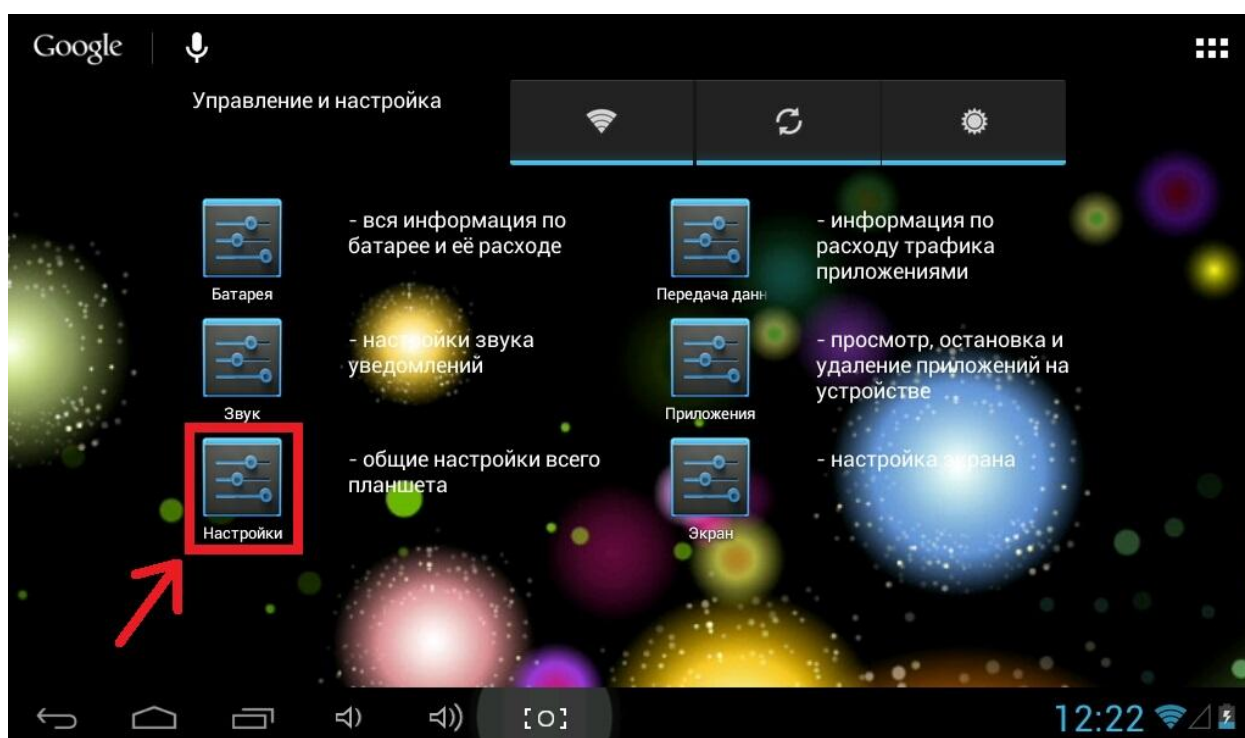 Google
Управление и настройка
- вся информация по
батарее и её расходе
Батарея
- информация по
расходу трафика
приложениями
Передача данн
- настройки звука
уведомлений
Звук
- просмотр, остановка и
удаление приложений на
устройстве
Приложения
- общие настройки всего
планшета
Настройки
- настройка экрана
Экран
12:22